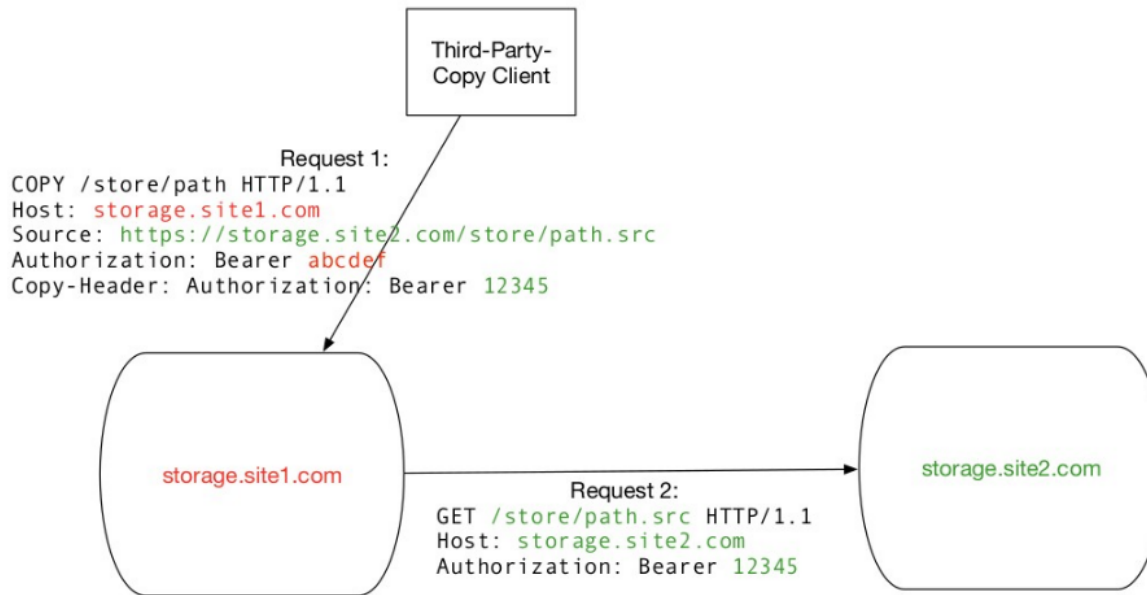 Third-Party-
Copy Client
Request 1:
COPY /store/path HTTP/1.1
Host: storage.site1.com
Source: https://storage.site2.com/store/path.src
Authorization: Bearer abcdef
Copy-Header: Authorization: Bearer 12345
storage.site1.com
storage.site2.com
Request 2:
GET /store/path.src HTTP/1.1
Host: storage.site2.com
Authorization: Bearer 12345